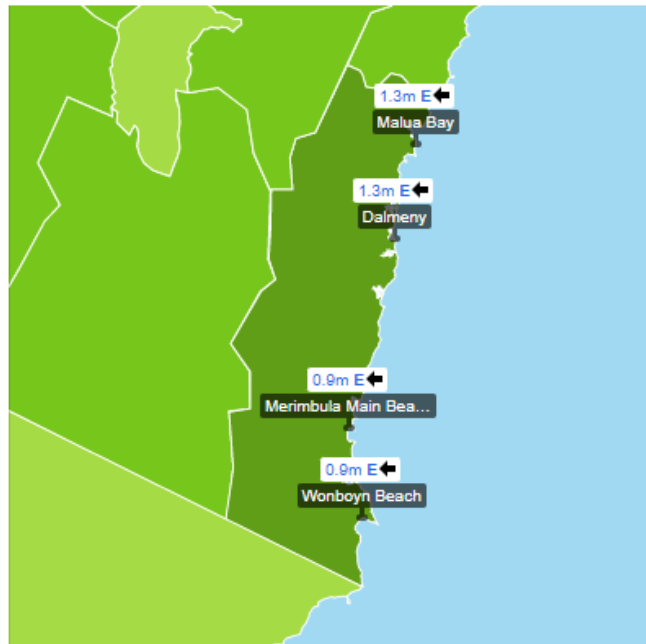 1.3m E
Malua Bay
1.3m E
Dalmeny
0.9m E
Merimbula Main Bea...
0.9m E
Wonboyn Beach